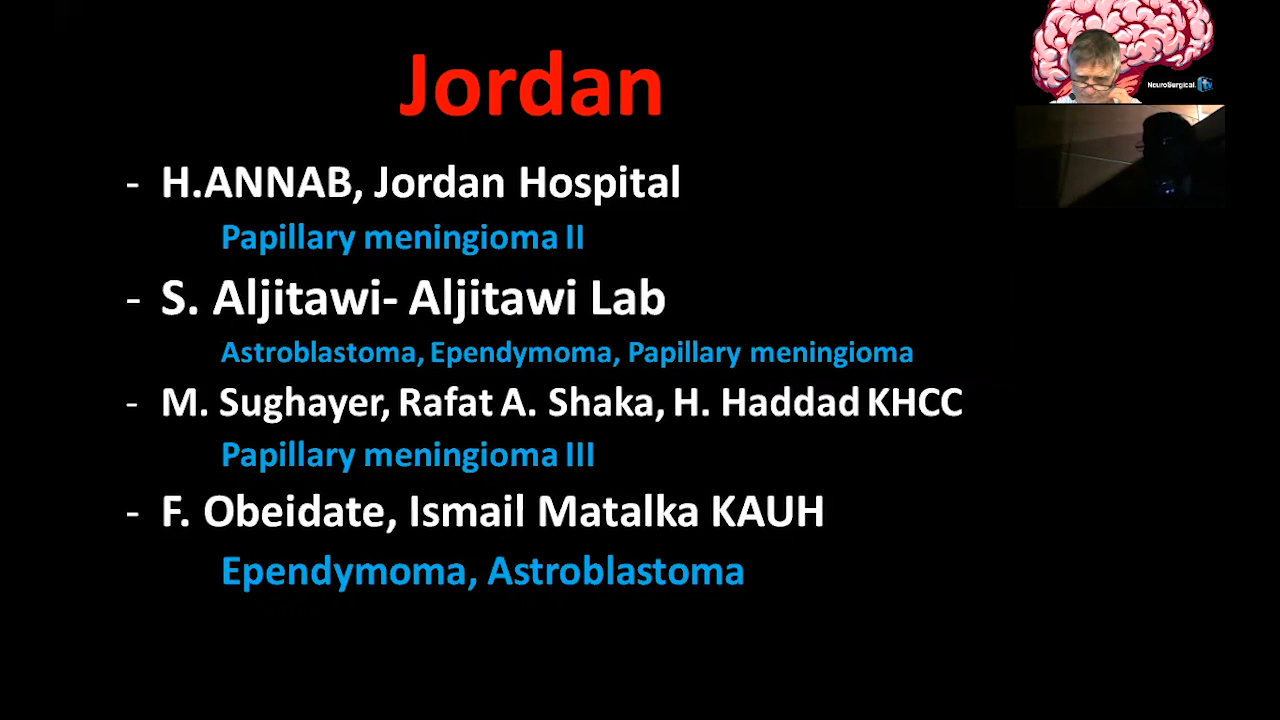 Jordan
- H.ANNAB, Jordan Hospital
Papillary meningioma II
- S. Aljitawi- Aljitawi Lab
Astroblastoma, Ependymoma, Papillary meningioma
- M. Sughayer, Rafat A. Shaka, H. Haddad KHCC
Papillary meningioma III
- F. Obeidate, Ismail Matalka KAUH
Ependymoma, Astroblastoma
NeuroSurgical.tv